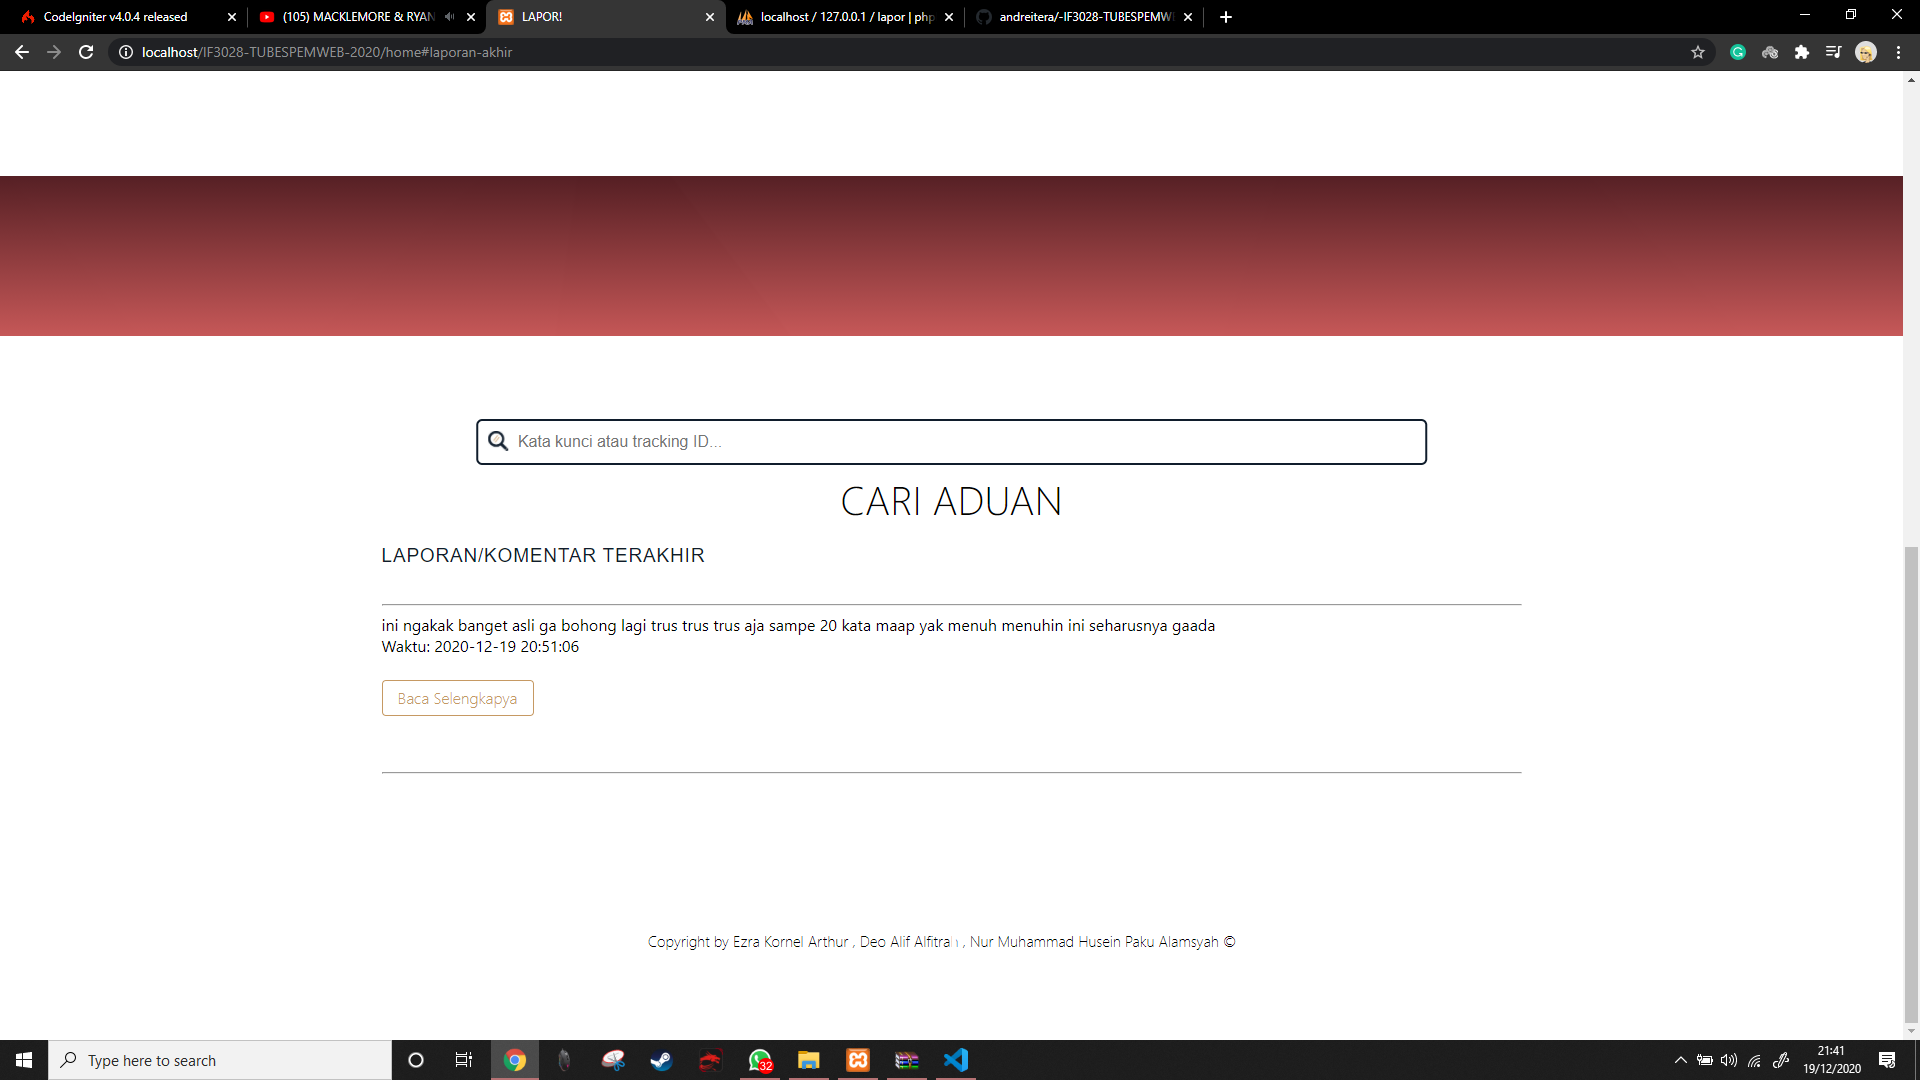 CodeIgniter v4.0.4 released
(105) MACKLEMORE & RYAN
LAPOR!
localhost / 127.0.0.1 / lapor | php
andreitera/-IF3028-TUBESPEMWE
localhost/IF3028-TUBESPEMWEB-2020/home#laporan-akhir
Kata kunci atau tracking ID...
CARI ADUAN
LAPORAN/KOMENTAR TERAKHIR
ini ngakak banget asli ga bohong lagi trus trus trus aja sampe 20 kata maap yak menuh menuhin ini seharusnya gaada
Waktu: 2020-12-19 20:51:06
Baca Selengkapya
Copyright by Ezra Kornel Arthur , Deo Alif Alfitrah , Nur Muhammad Husein Paku Alamsyah ©
Type here to search
32
21:41
19/12/2020